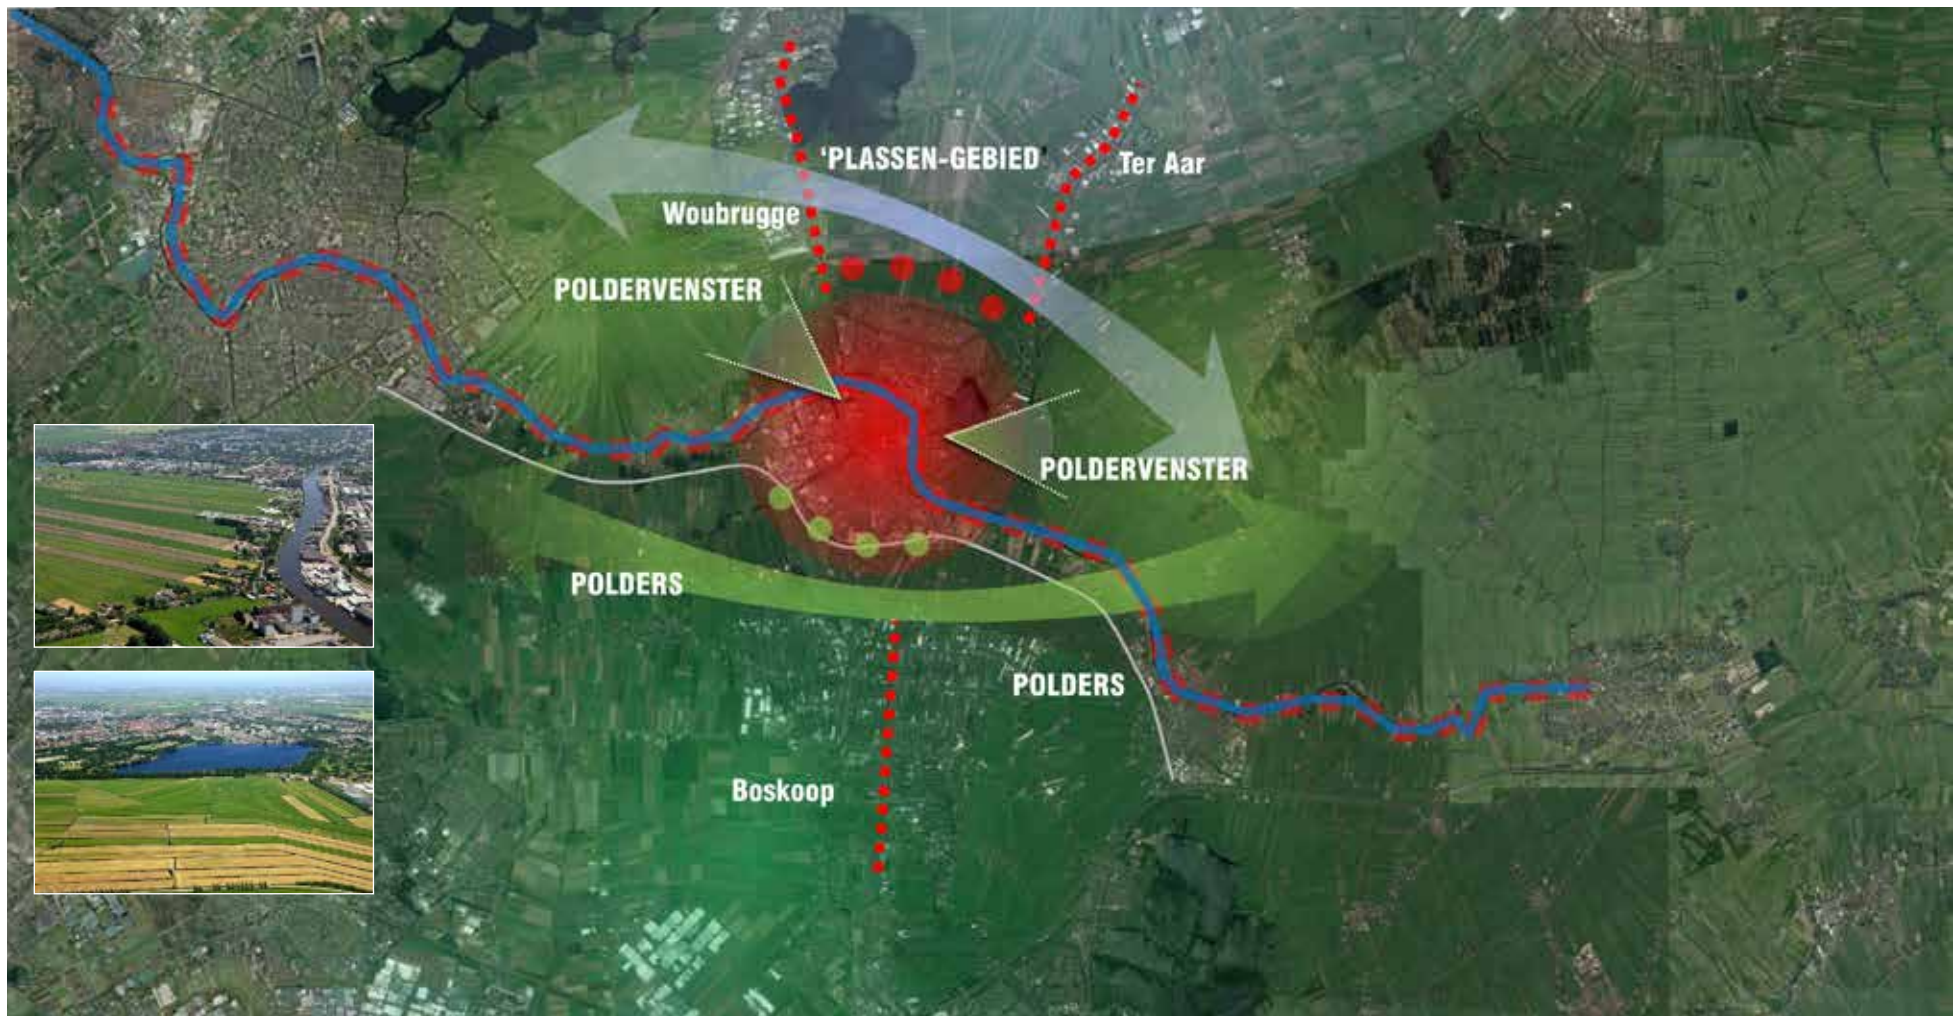 'PLASSEN-GEBIED'
Ter Aar
Woubrugge
POLDERVENSTER
POLDERVENSTER
POLDERS
POLDERS
Boskoop